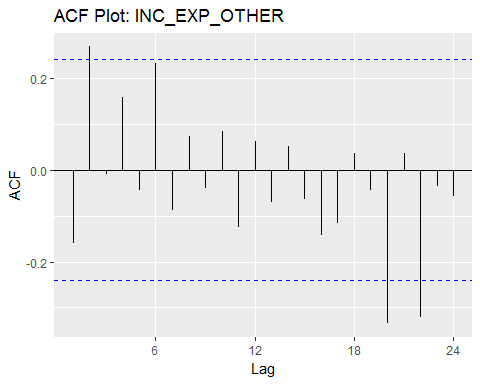 ACF Plot: INC_EXP_OTHER
0.2
0.0
-0.2
ACF
6
12
18
24
Lag